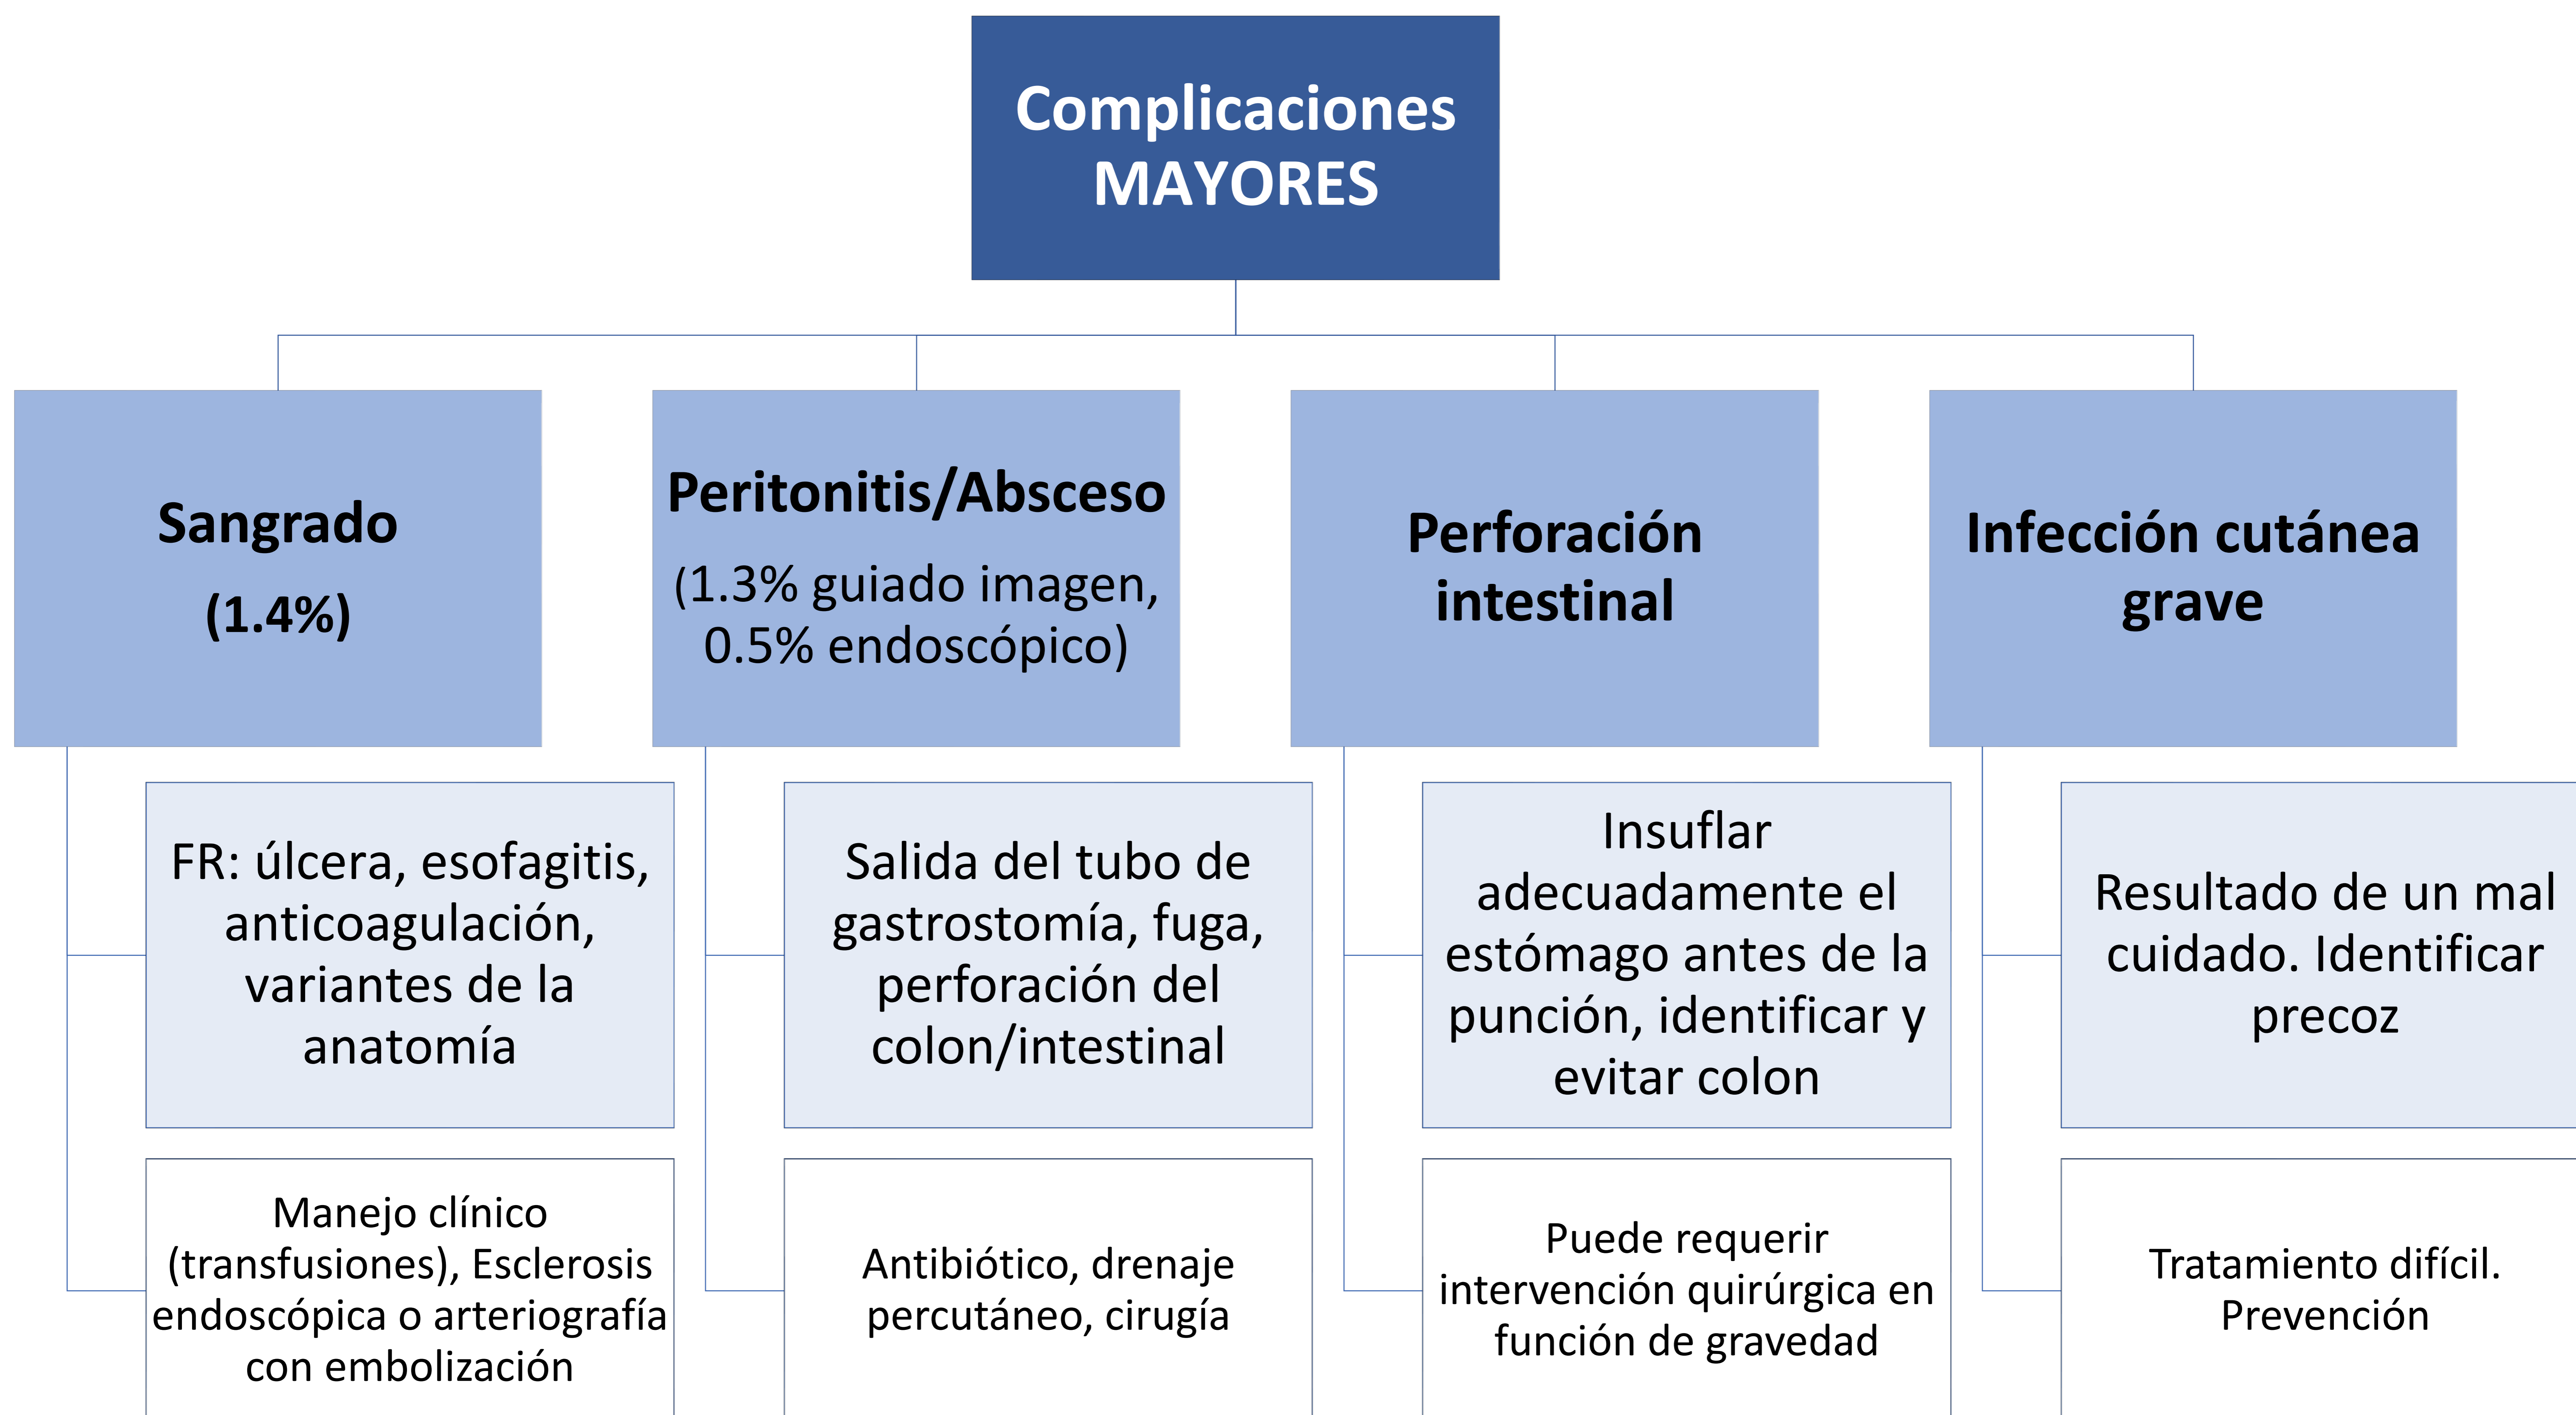 Complicaciones
MAYORES
Sangrado
(1.4%)
Peritonitis/Absceso
(1.3% guiado imagen,
0.5% endoscópico)
Perforación
intestinal
Infección cutánea
grave
FR: úlcera, esofagitis,
anticoagulación,
variantes de la
anatomía
Salida del tubo de
gastrostomía, fuga,
perforación del
colon/intestinal
Insuflar
adecuadamente el
estómago antes de la
punción, identificar y
evitar colon
Resultado de un mal
cuidado. Identificar
precoz
Manejo clínico
(transfusiones), Esclerosis
endoscópica o arteriografía
con embolización
Antibiótico, drenaje
percutáneo, cirugía
Puede requerir
intervención quirúrgica en
función de gravedad
Tratamiento difícil.
Prevención